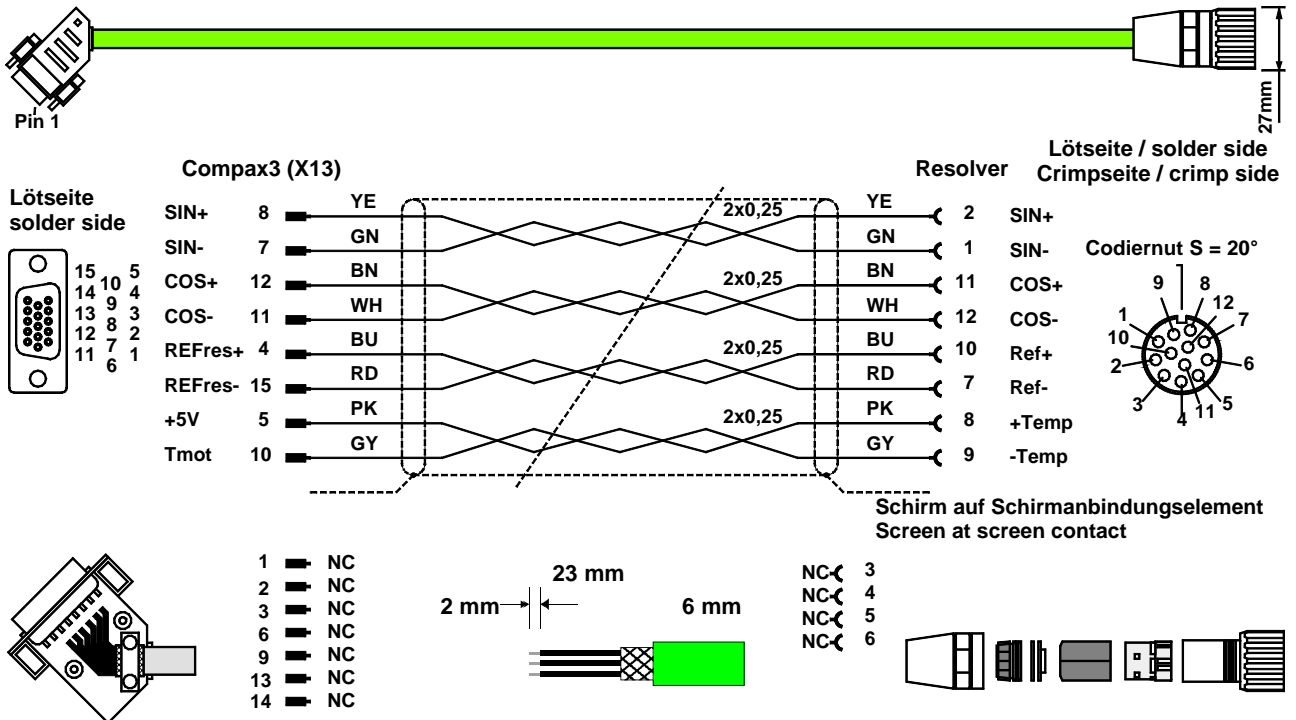 Pin 1
27mm
Compax3 (X13)
Resolver
Lötseite / solder side
Crimpseite / crimp side
Lötseite
solder side
15 5
10
14 4
9
13 3
8
12 2
7
11 1
6
SIN+ 8 YE 2x0,25 YE 2 SIN+
SIN- 7 GN GN 1 SIN-
COS+ 12 BN 2x0,25 BN 11 COS+
COS- 11 WH WH 12 COS-
REFres+ 4 BU 2x0,25 BU 10 Ref+
REFres- 15 RD RD 7 Ref-
+5V 5 PK 2x0,25 PK 8 +Temp
Tmot 10 GY GY 9 -Temp
Codiernut S = 20°
9 8
12
1 7
10
2 6
3 5
4 11
Schirm auf Schirmanbindungselement
Screen at screen contact
1 NC
2 NC
3 NC
6 NC
9 NC
13 NC
14 NC
23 mm
2 mm 6 mm
NC 3
NC 4
NC 5
NC 6